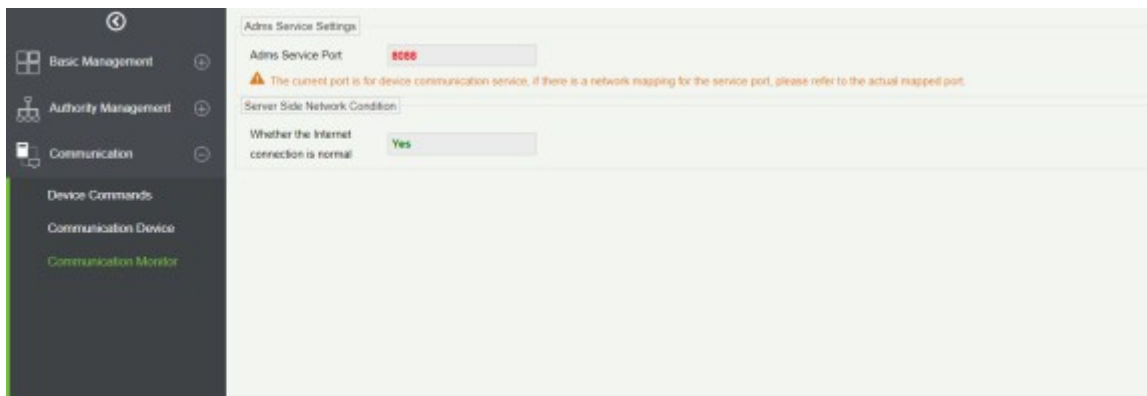 Basic Management
Authority Management
Communication
Device Commands
Communication Device
Communication Monitor
Adms Service Settings
Adms Service Port
8088
The current port is for device communication service, if there is a network mapping for the service port, please refer to the actual mapped port.
Server Side Network Condition
Whether the Internet
connection is normal
Yes